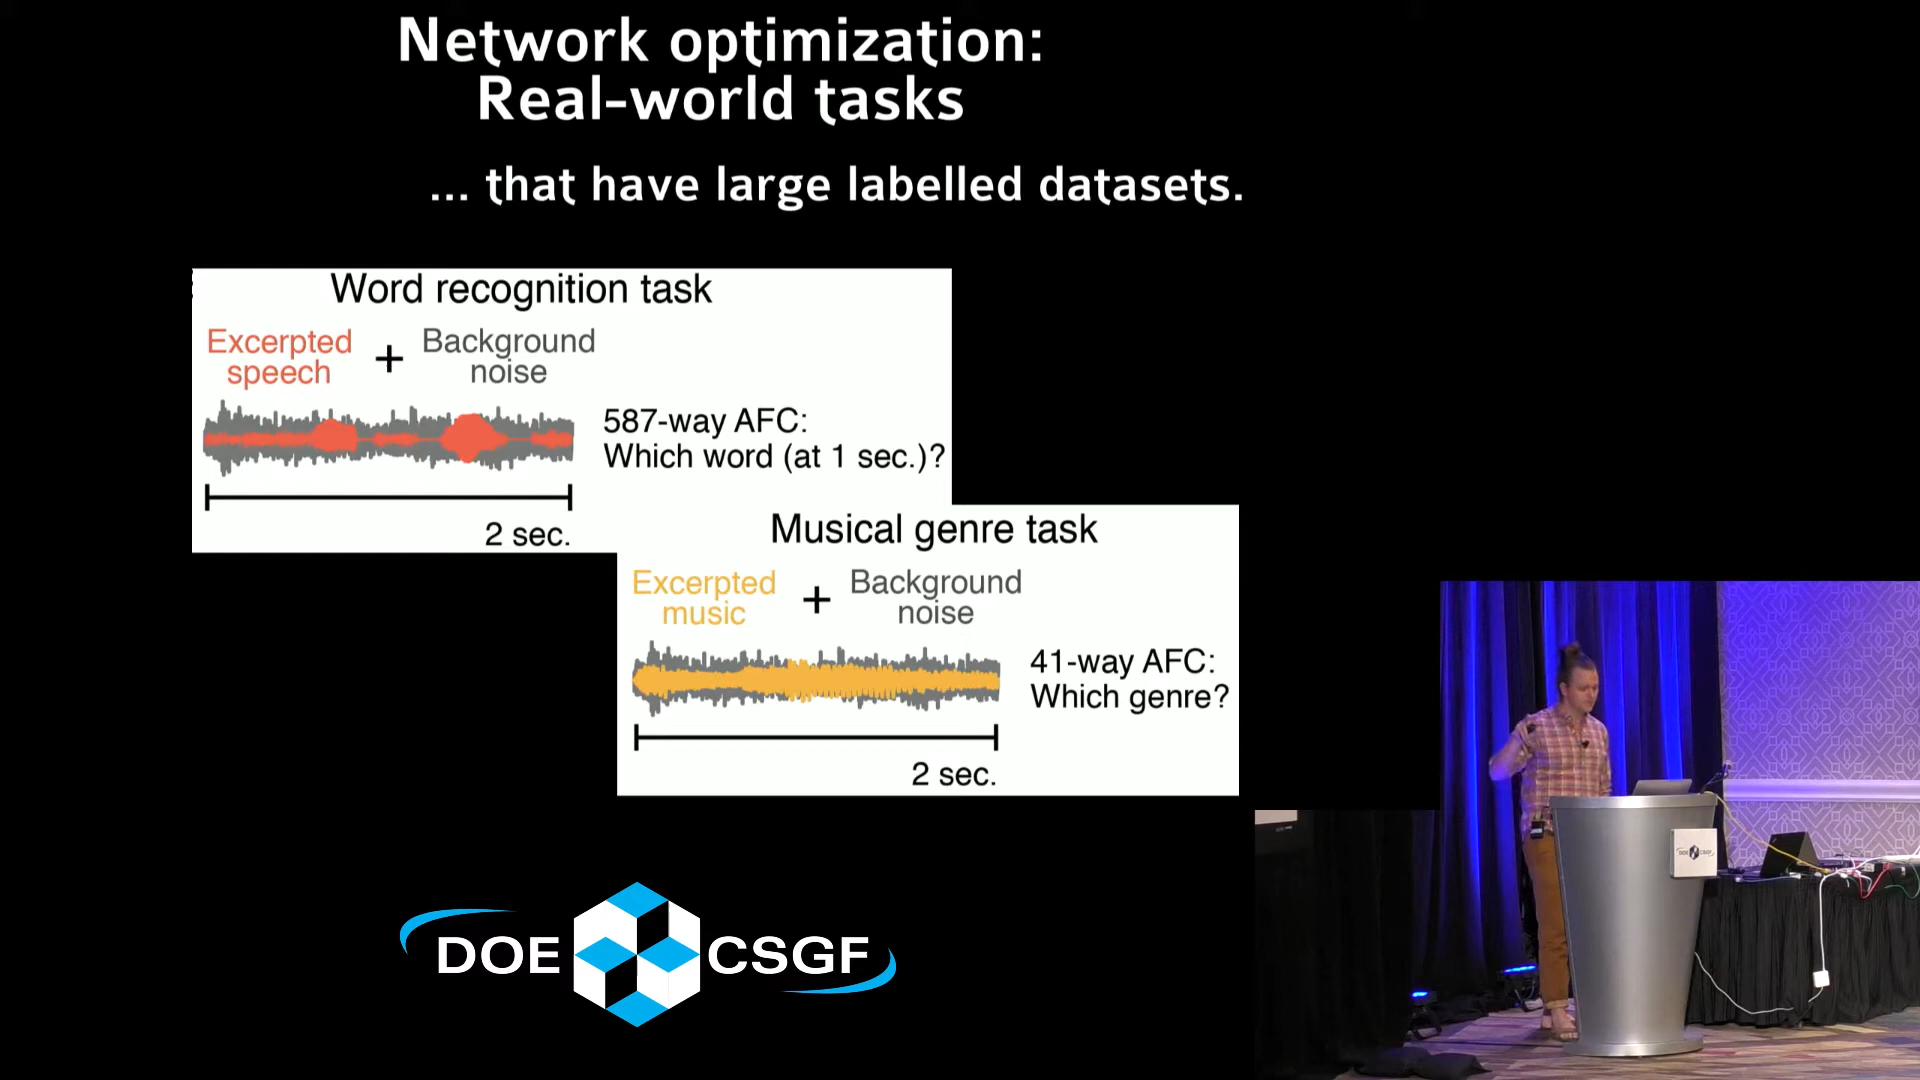 Network optimization:
Real-world tasks
... that have large labelled datasets.
Word recognition task
Excerpted
speech
+
Background
noise
587-way AFC:
Which word (at 1 sec.)?
2 sec.
Musical genre task
Excerpted
music
+
Background
noise
41-way AFC:
Which genre?
2 sec.
DOE CSGF
DOE CSGF